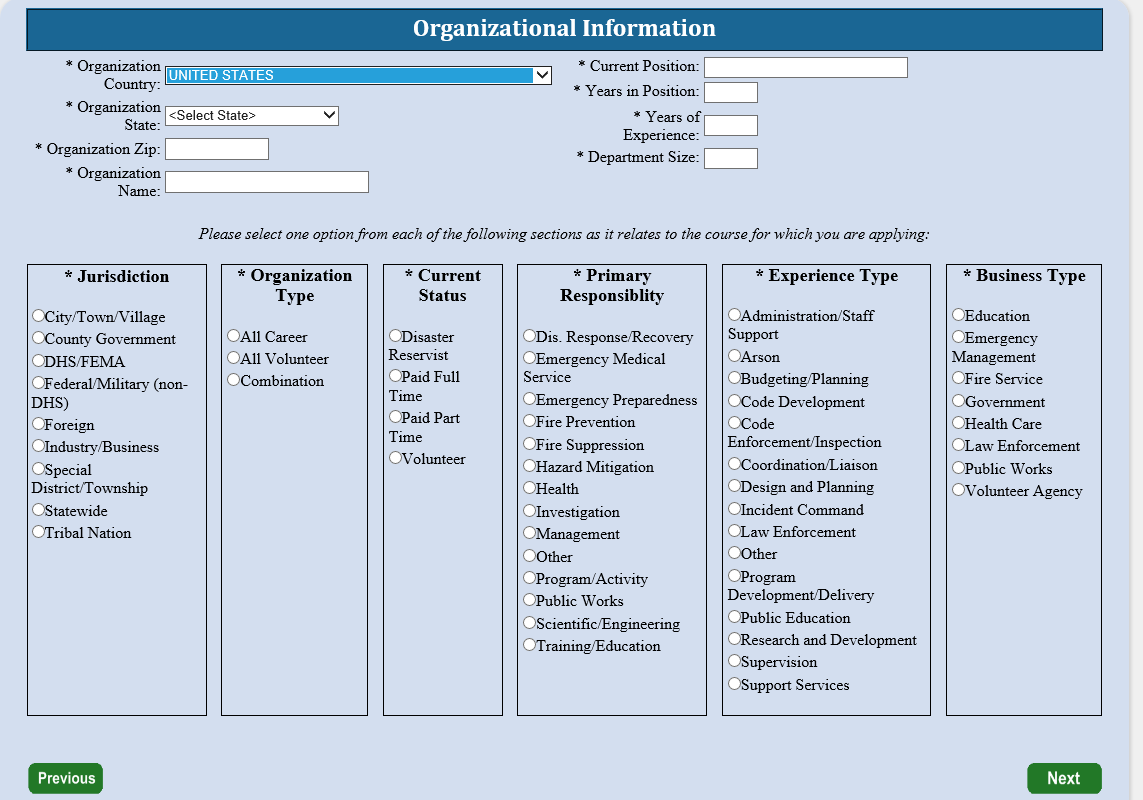 Organizational Information
* Organization
Country:
UNITED STATES
* Organization
State:
<Select State>
* Organization Zip:
* Organization
Name:
* Current Position:
* Years in Position:
* Years of
Experience:
* Department Size:
Please select one option from each of the following sections as it relates to the course for which you are applying:
* Jurisdiction
City/Town/Village
County Government
DHS/FEMA
Federal/Military (non-
DHS)
Foreign
Industry/Business
Special
District/Township
Statewide
Tribal Nation
* Organization
Type
All Career
All Volunteer
Combination
* Current
Status
Disaster
Reservist
Paid Full
Time
Paid Part
Time
Volunteer
* Primary
Responsiblity
Dis. Response/Recovery
Emergency Medical
Service
Emergency Preparedness
Fire Prevention
Fire Suppression
Hazard Mitigation
Health
Investigation
Management
Other
Program/Activity
Public Works
Scientific/Engineering
Training/Education
* Experience Type
Administration/Staff
Support
Arson
Budgeting/Planning
Code Development
Code
Enforcement/Inspection
Coordination/Liaison
Design and Planning
Incident Command
Law Enforcement
Other
Program
Development/Delivery
Public Education
Research and Development
Supervision
Support Services
* Business Type
Education
Emergency
Management
Fire Service
Government
Health Care
Law Enforcement
Public Works
Volunteer Agency
Previous
Next